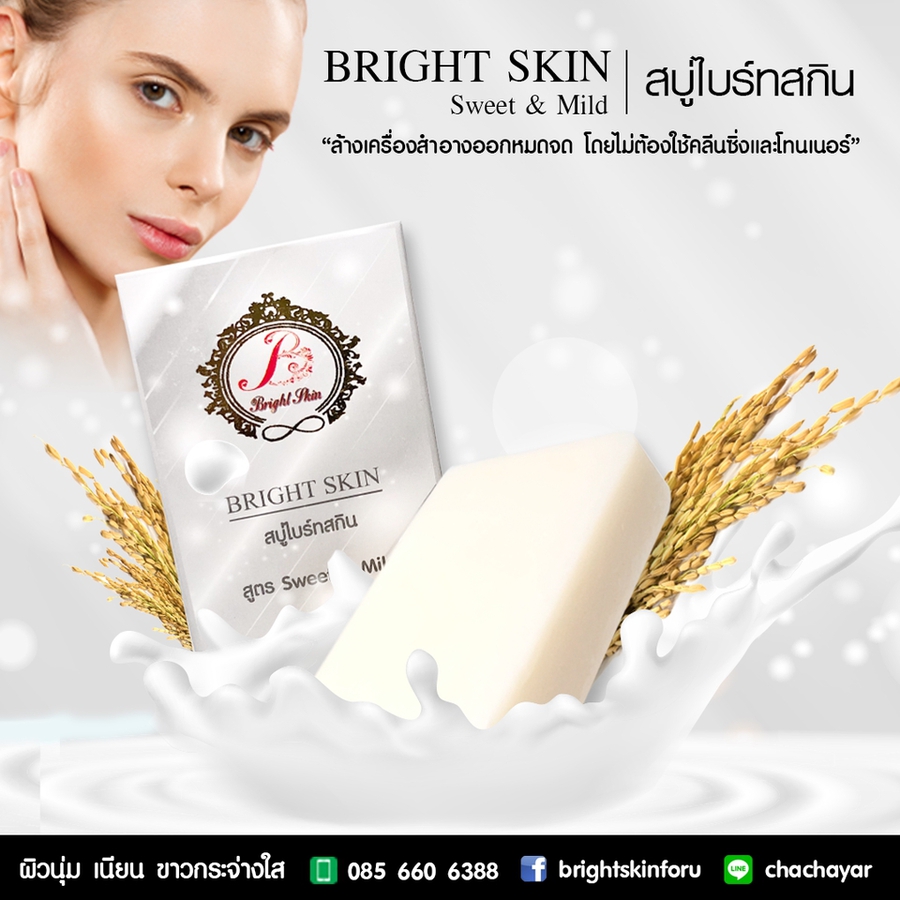 BRIGHT SKIN
Sweet & Mild
สบู่ไบร์ทสกิน
“ล้างเครื่องสำอางออกหมดจด โดยไม่ต้องใช้คลีนซิ่งและโทนเนอร์”
B
Bright Skin
BRIGHT SKIN
สบู่ไบร์ทสกิน
สูตร Sweet Mil
ผิวนุ่ม เนียน ขาวกระจ่างใส 085 660 6388 f brightskinforu LINE chachayar